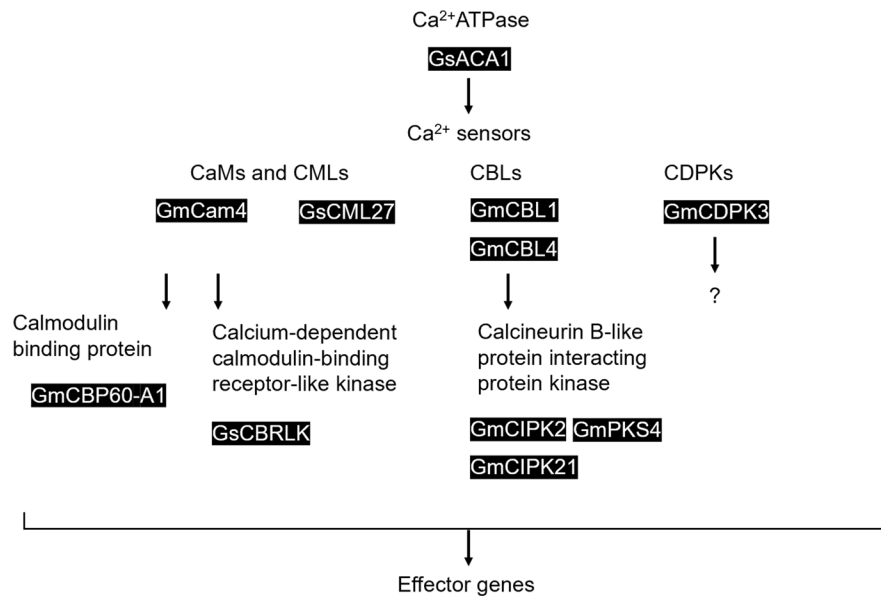 Ca²⁺ATPase
GsACA1
Ca²⁺ sensors
CaMs and CMLs
CBLs
CDPKs
GmCam4
GsCML27
GmCBL1
GmCDPK3
GmCBL4
?
Calmodulin
binding protein
GmCBP60-A1
Calcium-dependent
calmodulin-binding
receptor-like kinase
GsCBRLK
Calcineurin B-like
protein interacting
protein kinase
GmCIPK2
GmPKS4
GmCIPK21
Effector genes